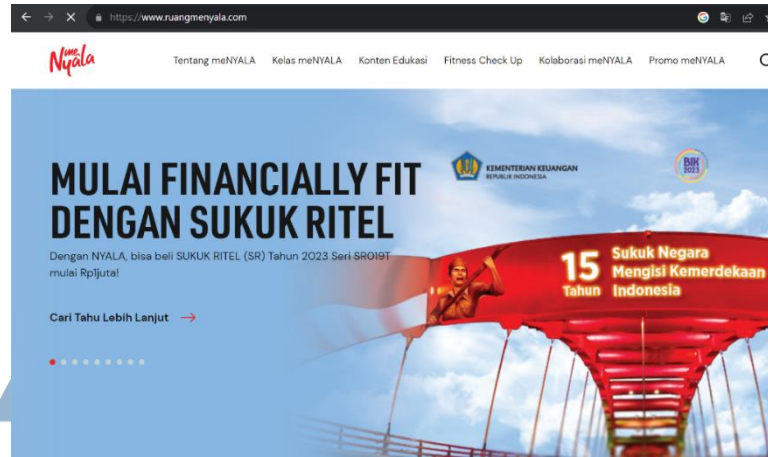 https://www.ruangmenyala.com
me
Nyala
Tentang meNYALA Kelas meNYALA Konten Edukasi Fitness Check Up Kolaborasi meNYALA Promo meNYALA
MULAI FINANCIALLY FIT
DENGAN SUKUK RITEL
Dengan NYALA, bisa beli SUKUK RITEL (SR) Tahun 2023 Seri SR019T
mulai Rp1juta!
Cari Tahu Lebih Lanjut
KEMENTERIAN KEUANGAN
REPUBLIK INDONESIA
BIK
2023
15 Tahun
Sukuk Negara
Mengisi Kemerdekaan
Indonesia